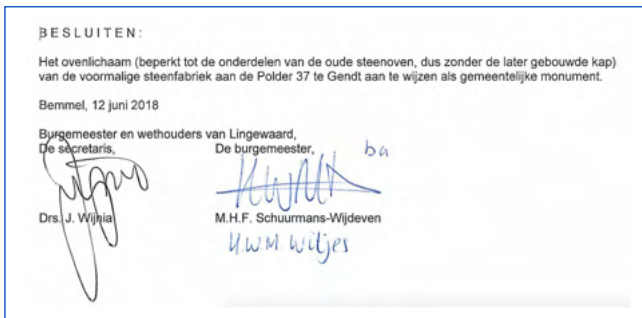 BESLUITEN:
Het ovenlichaam (beperkt tot de onderdelen van de oude steenoven, dus zonder de later gebouwde kap)
van de voormalige steenfabriek aan de Polder 37 te Gendt aan te wijzen als gemeentelijke monument.
Bemmel, 12 juni 2018
Burgemeester en wethouders van Lingewaard,
De secretaris, De burgemeester, ba
Drs. J. Wijnia M.H.F. Schuurmans-Wijdeven
H.W.M. Witjes